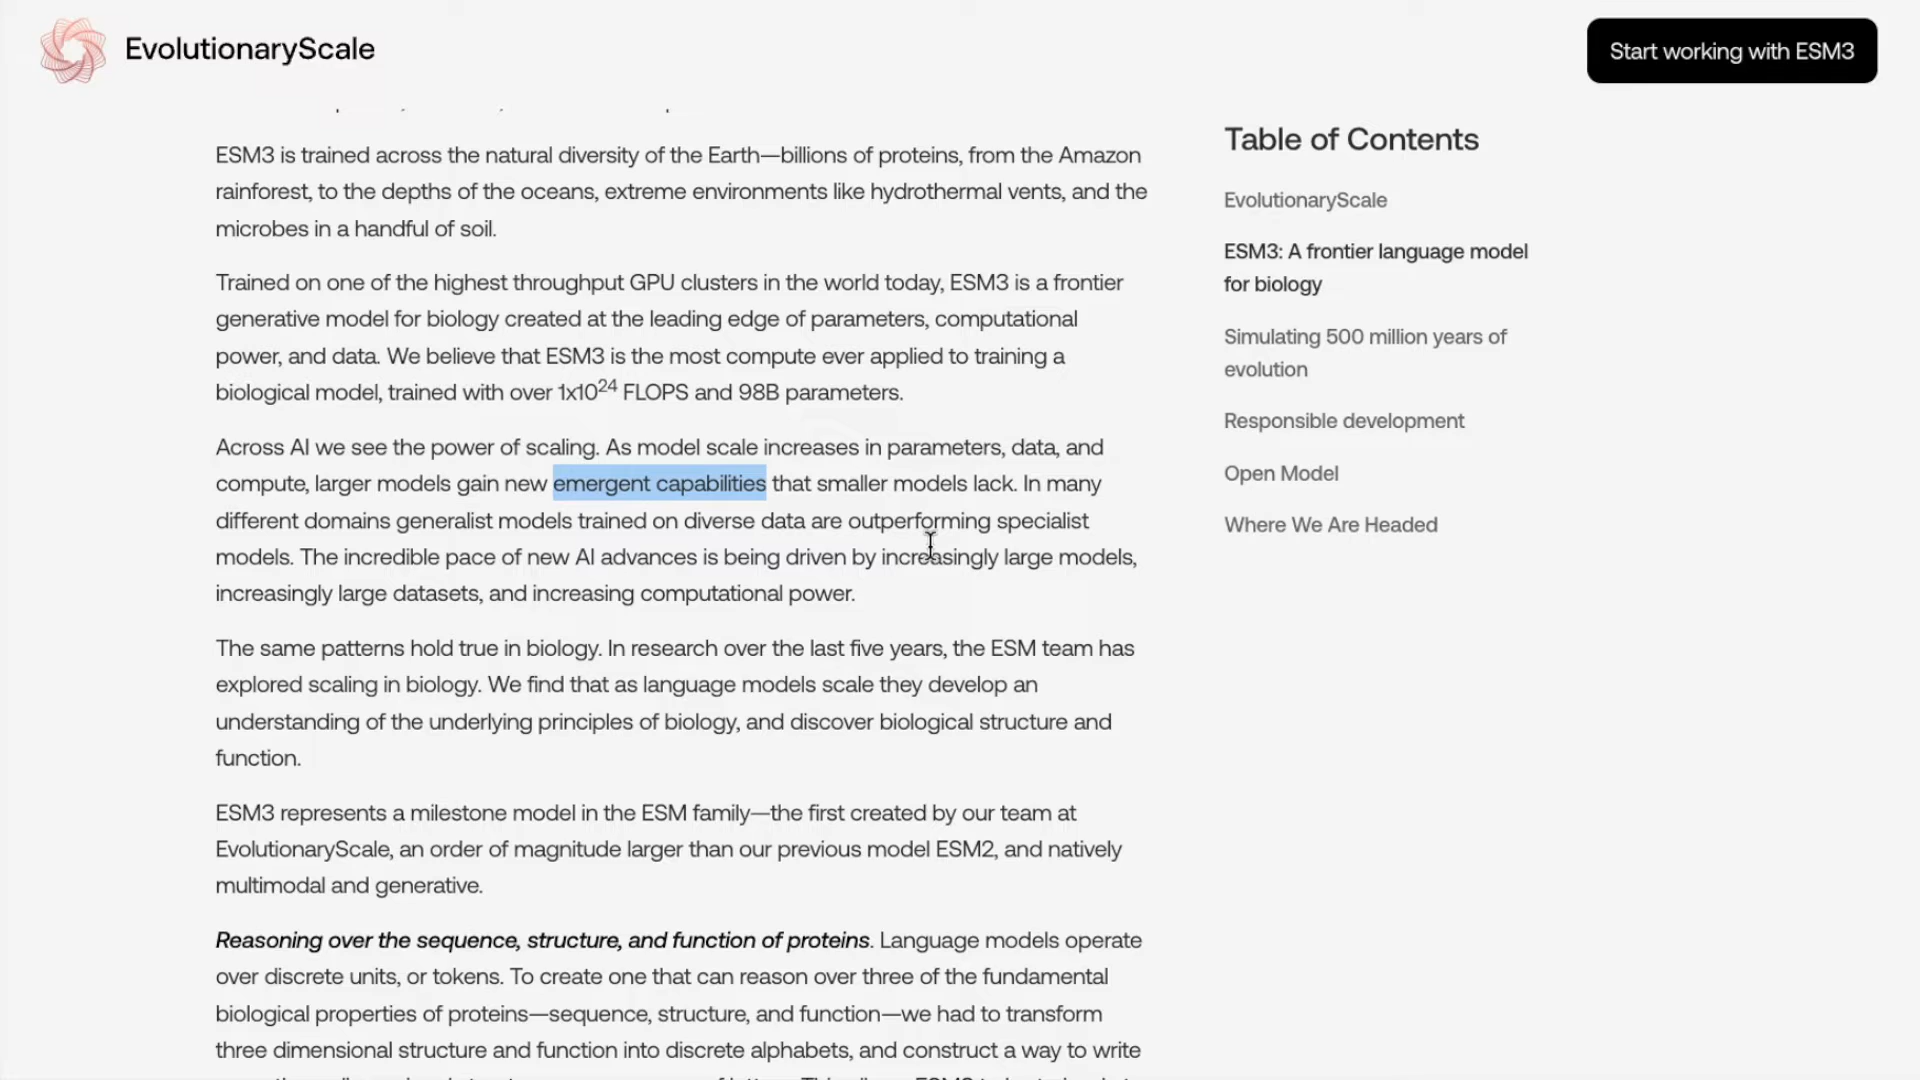 EvolutionaryScale
Start working with ESM3
ESM3 is trained across the natural diversity of the Earth—billions of proteins, from the Amazon
rainforest, to the depths of the oceans, extreme environments like hydrothermal vents, and the
microbes in a handful of soil.
Trained on one of the highest throughput GPU clusters in the world today, ESM3 is a frontier
generative model for biology created at the leading edge of parameters, computational
power, and data. We believe that ESM3 is the most compute ever applied to training a
biological model, trained with over 1x10²⁴ FLOPS and 98B parameters.
Across AI we see the power of scaling. As model scale increases in parameters, data, and
compute, larger models gain new emergent capabilities that smaller models lack. In many
different domains generalist models trained on diverse data are outperforming specialist
models. The incredible pace of new AI advances is being driven by increasingly large models,
increasingly large datasets, and increasing computational power.
The same patterns hold true in biology. In research over the last five years, the ESM team has
explored scaling in biology. We find that as language models scale they develop an
understanding of the underlying principles of biology, and discover biological structure and
function.
ESM3 represents a milestone model in the ESM family—the first created by our team at
EvolutionaryScale, an order of magnitude larger than our previous model ESM2, and natively
multimodal and generative.
Reasoning over the sequence, structure, and function of proteins. Language models operate
over discrete units, or tokens. To create one that can reason over three of the fundamental
biological properties of proteins—sequence, structure, and function—we had to transform
three dimensional structure and function into discrete alphabets, and construct a way to write
Table of Contents
EvolutionaryScale
ESM3: A frontier language model
for biology
Simulating 500 million years of
evolution
Responsible development
Open Model
Where We Are Headed